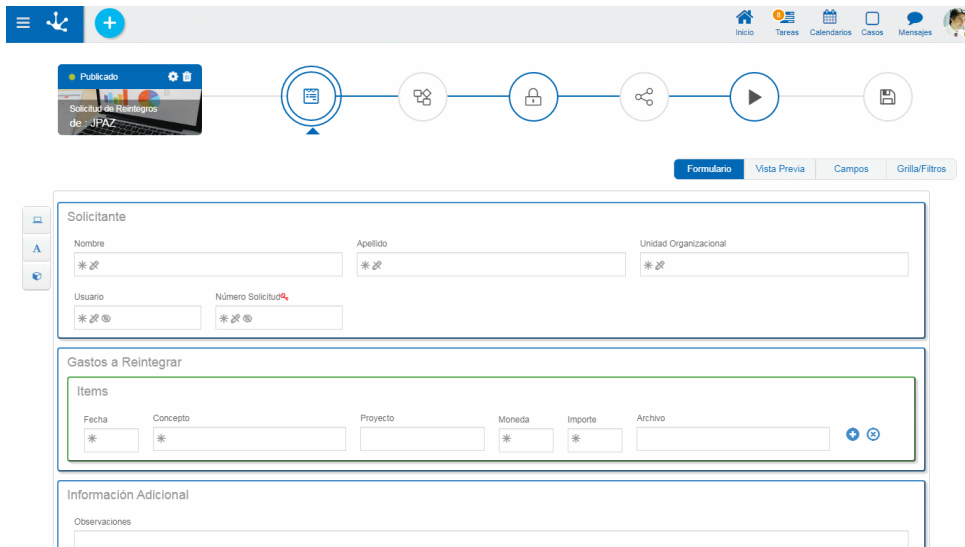 8
Inicio
Tareas
Calendarios
Casos
Mensajes
Publicado
Solicitud de Reintegros
de : JPAZ
Formulario
Vista Previa
Campos
Grilla/Filtros
A
Solicitante
Nombre
Apellido
Unidad Organizacional
Usuario
Número Solicitud
Gastos a Reintegrar
Items
Fecha
Concepto
Proyecto
Moneda
Importe
Archivo
Información Adicional
Observaciones